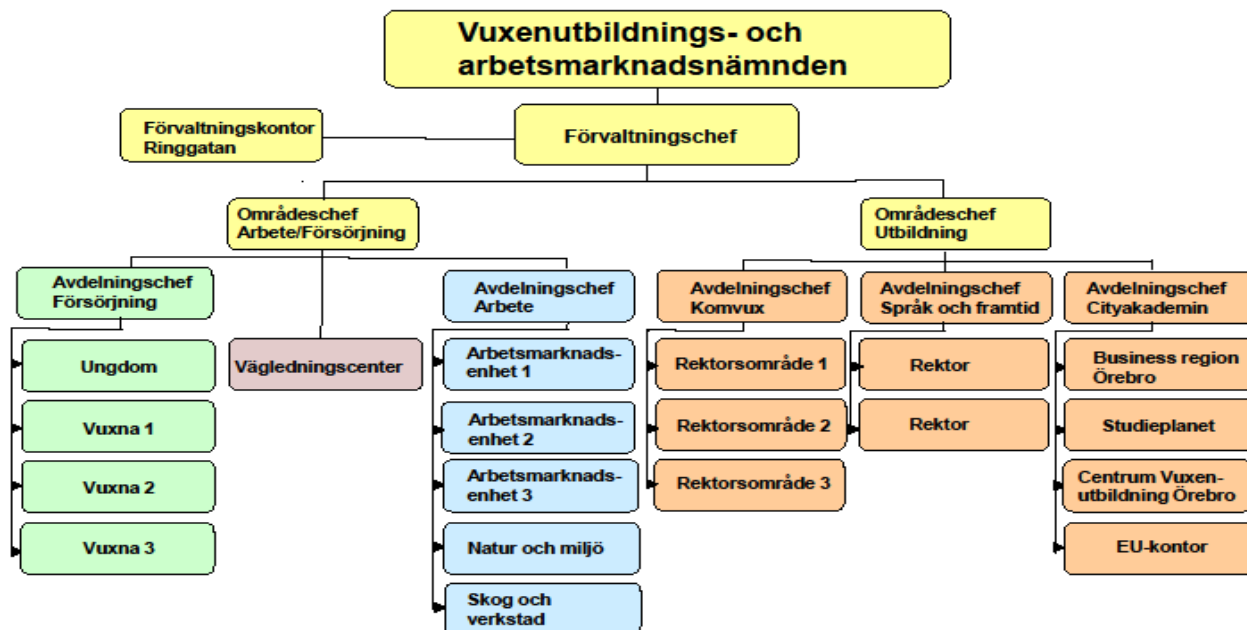 Vuxenutbildnings- och
arbetsmarknadsnämnden
Förvaltningskontor
Ringgatan
Förvaltningschef
Områdeschef
Arbete/Försörjning
Områdeschef
Utbildning
Avdelningschef
Försörjning
Avdelningschef
Arbete
Avdelningschef
Komvux
Avdelningschef
Språk och framtid
Avdelningschef
Cityakademin
Ungdom
Vuxna 1
Vuxna 2
Vuxna 3
Vägledningscenter
Arbetsmarknads-
enhet 1
Arbetsmarknads-
enhet 2
Arbetsmarknads-
enhet 3
Natur och miljö
Skog och
verkstad
Rektorsområde 1
Rektorsområde 2
Rektorsområde 3
Rektor
Rektor
Business region
Örebro
Studieplanet
Centrum Vuxen-
utbildning Örebro
EU-kontor